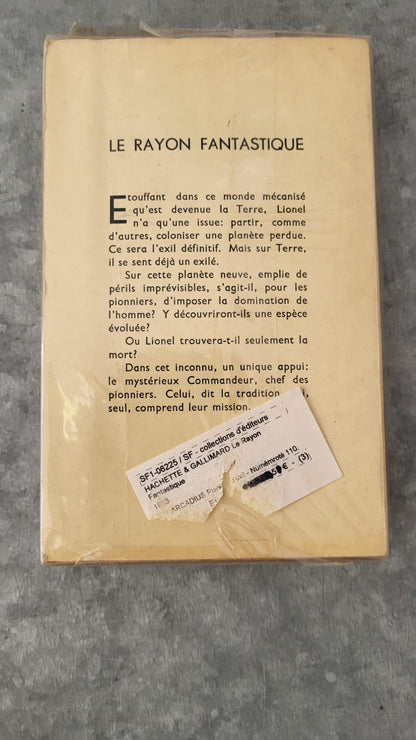 LE RAYON FANTASTIQUE
Etouffant dans ce monde mécanisé
qu'est devenue la Terre, Lionel
n'a qu'une issue: partir, comme
d'autres, coloniser une planète perdue.
Ce sera l'exil définitif. Mais sur Terre,
il se sent déjà un exilé.
Sur cette planète neuve, emplie de
périls imprévisibles, s'agit-il, pour les
pionniers, d'imposer la domination de
l'homme? Y découvriront-ils une espèce
évoluée?
Ou Lionel trouvera-t-il seulement la
mort?
Dans cet inconnu, un unique appui:
le mystérieux Commandeur, chef des
pionniers. Celui, dit la tradition
seul, comprend leur mission.
SF1-06225 / SF - collections d'éditeurs
HACHETTE & GALLIMARD Le Rayon
Fantastique
ARCADIUS - Numéroté 110.
€ - (3)